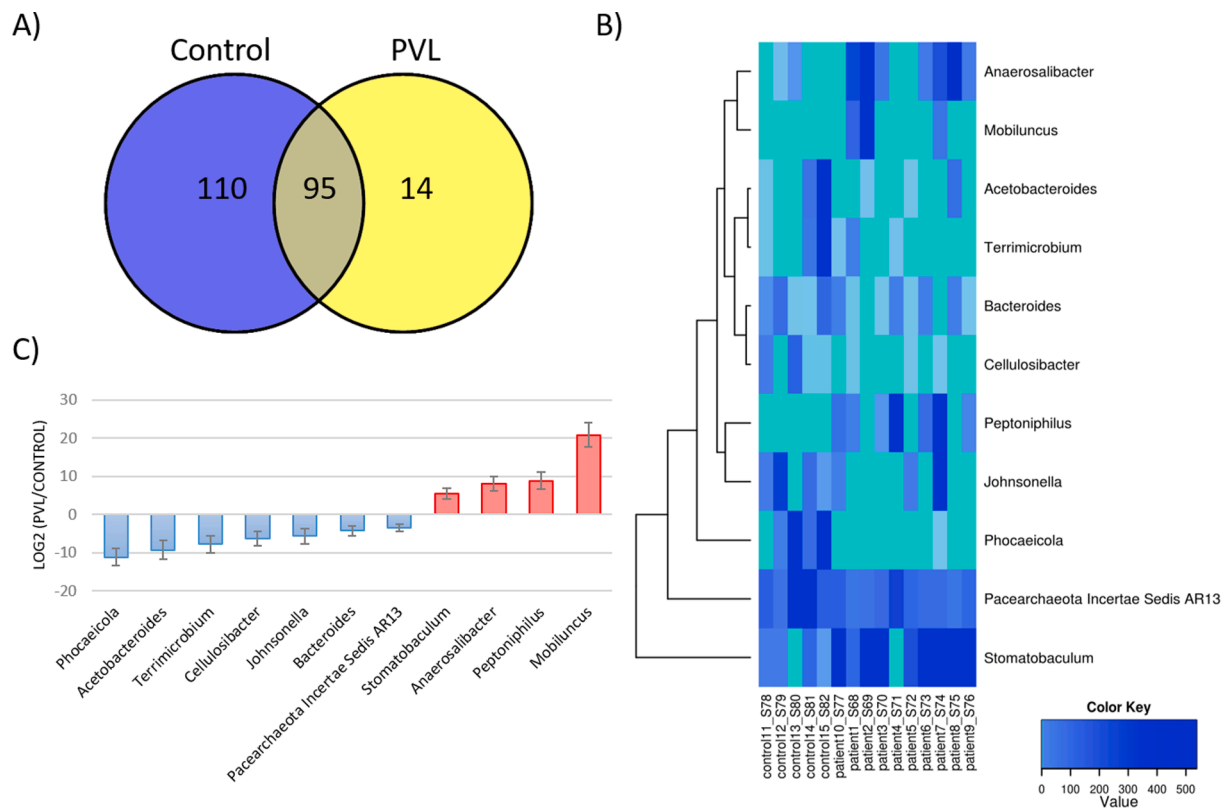 A)
Control
PVL
110
95
14
B)
Anaerosalibacter
Mobiluncus
Acetobacteroides
Terrimicrobium
Bacteroides
Cellulosibacter
Peptoniphilus
Johnsonella
Phocaeicola
Pacearchaeota Incertae Sedis AR13
Stomatobaculum
control11_S78
control12_S79
control13_S80
control14_S81
control15_S82
patient10_S77
patient1_S68
patient2_S69
patient3_S70
patient4_S71
patient5_S72
patient6_S73
patient7_S74
patient8_S75
patient9_S76
Color Key
0 100 200 300 400 500
Value
C)
LOG2 (PVL/CONTROL)
30
20
10
0
-10
-20
Phocaeicola
Acetobacteroides
Terrimicrobium
Cellulosibacter
Johnsonella
Bacteroides
Pacearchaeota Incertae Sedis AR13
Stomatobaculum
Anaerosalibacter
Peptoniphilus
Mobiluncus